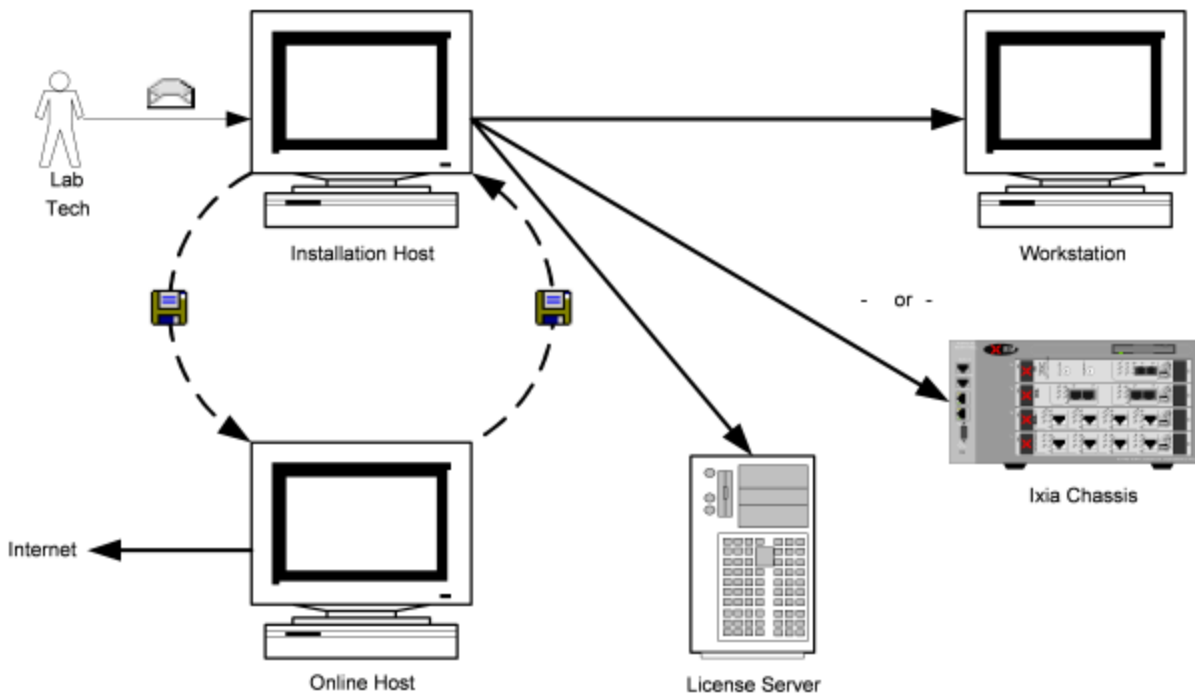 Lab
Tech
Installation Host
Workstation
- or -
Ixia Chassis
Internet
Online Host
License Server